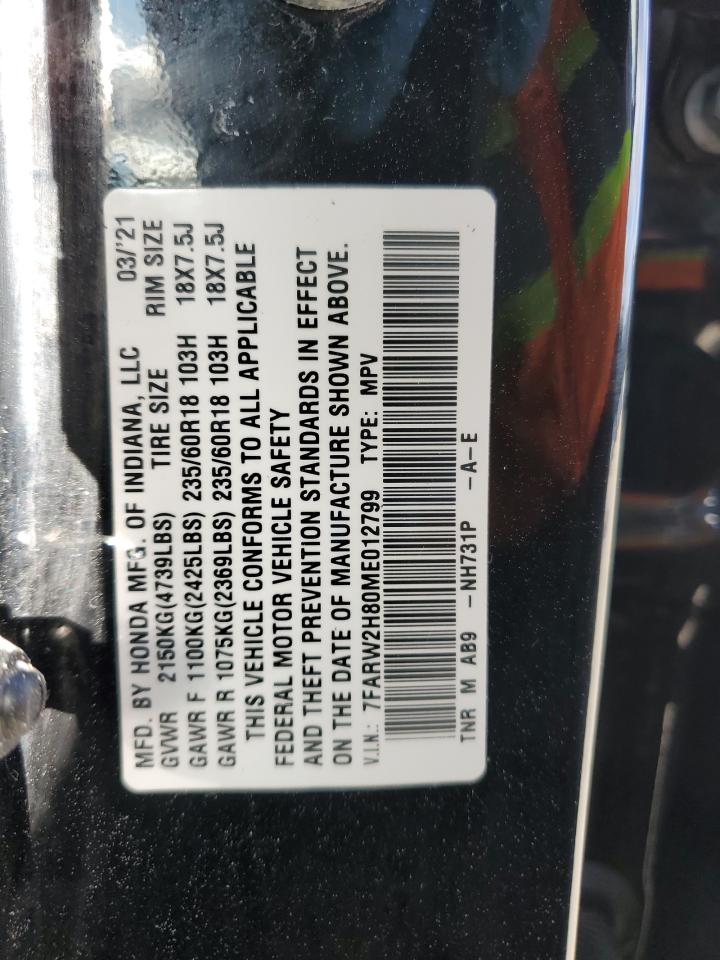 MFD. BY HONDA MFG. OF INDIANA, LLC 03/'21
GVWR 2150KG(4739LBS) TIRE SIZE RIM SIZE
GAWR F 1100KG(2425LBS) 235/60R18 103H 18X7.5J
GAWR R 1075KG(2369LBS) 235/60R18 103H 18X7.5J
THIS VEHICLE CONFORMS TO ALL APPLICABLE
FEDERAL MOTOR VEHICLE SAFETY
AND THEFT PREVENTION STANDARDS IN EFFECT
ON THE DATE OF MANUFACTURE SHOWN ABOVE.
V.I.N.: 7FARW2H80ME012799 TYPE: MPV
TNR M AB9 -NH731P -A-E